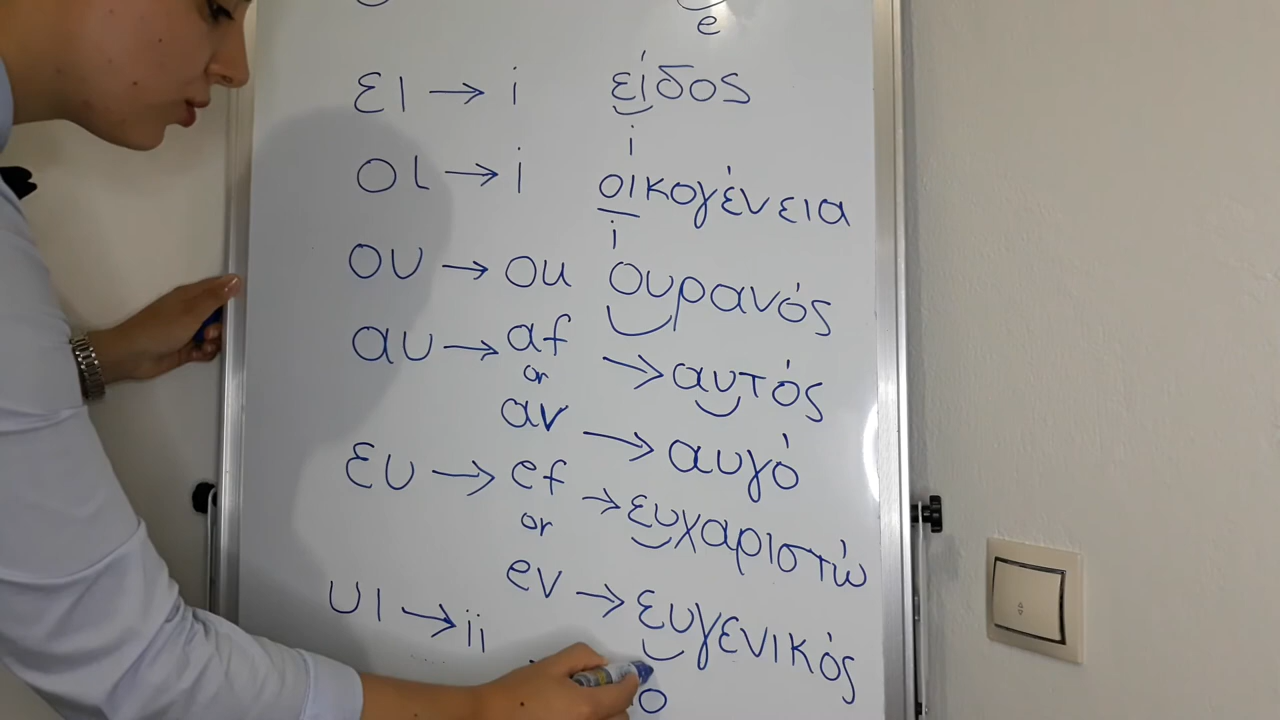 e
ει → i είδος
i
οι → i οικογένεια
i
ου → ou ουρανός
αυ → af → αυτός
or
av → αυγό
ευ → ef → ευχαριστώ
or
ev → ευγενικός
υι → ii
ο